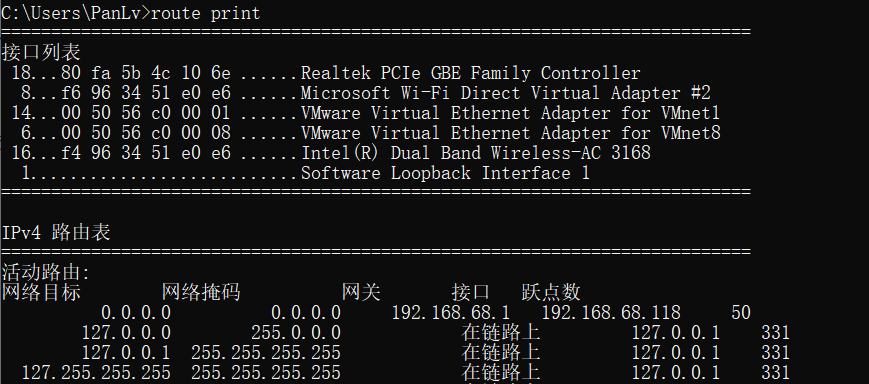 C:\Users\PanLv>route print
===========================================================================
接口列表
18...80 fa 5b 4c 10 6e ......Realtek PCIe GBE Family Controller
8...f6 96 34 51 e0 e6 ......Microsoft Wi-Fi Direct Virtual Adapter #2
14...00 50 56 c0 00 01 ......VMware Virtual Ethernet Adapter for VMnet1
6...00 50 56 c0 00 08 ......VMware Virtual Ethernet Adapter for VMnet8
16...f4 96 34 51 e0 e6 ......Intel(R) Dual Band Wireless-AC 3168
1...........................Software Loopback Interface 1
===========================================================================
IPv4 路由表
===========================================================================
活动路由:
网络目标 网络掩码 网关 接口 跃点数
0.0.0.0 0.0.0.0 192.168.68.1 192.168.68.118 50
127.0.0.0 255.0.0.0 在链路上 127.0.0.1 331
127.0.0.1 255.255.255.255 在链路上 127.0.0.1 331
127.255.255.255 255.255.255.255 在链路上 127.0.0.1 331